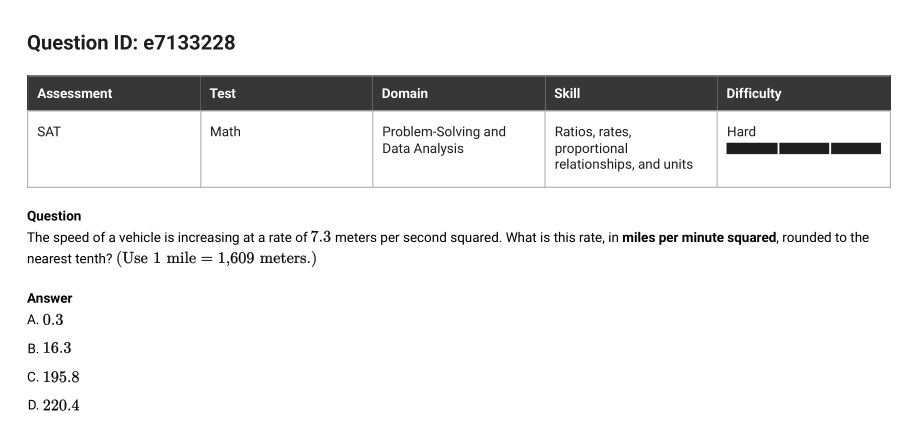 Question ID: e7133228
Assessment Test Domain Skill Difficulty
SAT Math Problem-Solving and Data Analysis Ratios, rates, proportional relationships, and units Hard
Question
The speed of a vehicle is increasing at a rate of 7.3 meters per second squared. What is this rate, in miles per minute squared, rounded to the
nearest tenth? (Use 1 mile = 1,609 meters.)
Answer
A. 0.3
B. 16.3
C. 195.8
D. 220.4